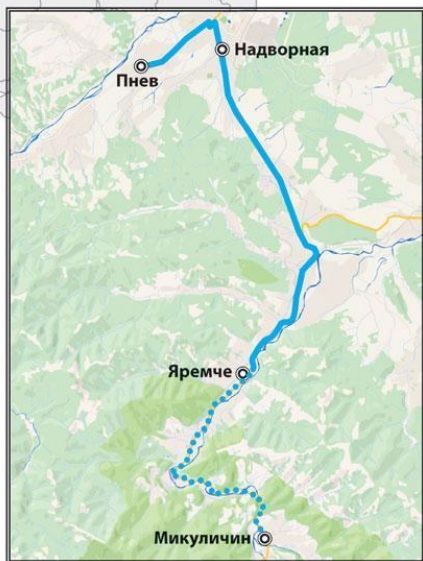 Надворная
Пнев
Яремче
Микуличин